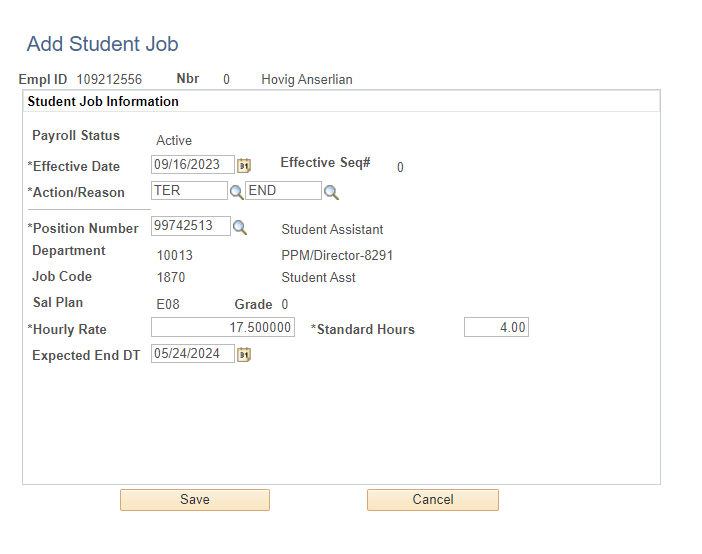 Add Student Job
Empl ID 109212556 Nbr 0 Hovig Anserlian
Student Job Information
Payroll Status Active
*Effective Date 09/16/2023 31 Effective Seq# 0
*Action/Reason TER END
*Position Number 99742513 Student Assistant
Department 10013 PPM/Director-8291
Job Code 1870 Student Asst
Sal Plan E08 Grade 0
*Hourly Rate 17.500000 *Standard Hours 4.00
Expected End DT 05/24/2024 31
Save Cancel